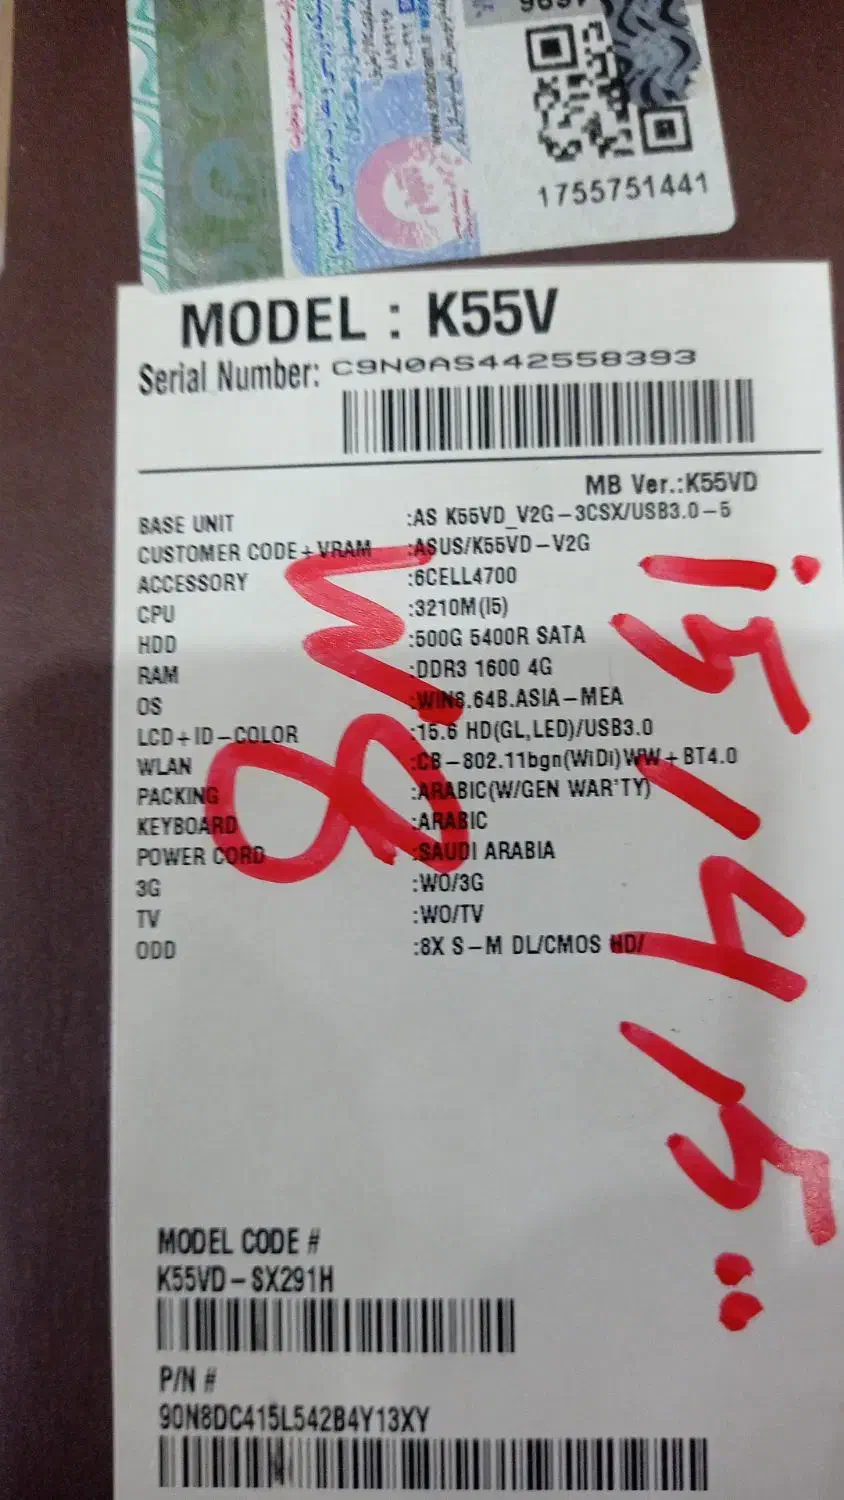 1755751441
MODEL : K55V
Serial Number: C9N0AS442558393
MB Ver.:K55VD
BASE UNIT :AS K55VD_V2G-3CSX/USB3.0-5
CUSTOMER CODE+VRAM :ASUS/K55VD-V2G
ACCESSORY :6CELL4700
CPU :3210M(I5)
HDD :500G 5400R SATA
RAM :DDR3 1600 4G
OS :WIN8.64B.ASIA-MEA
LCD+ID-COLOR :15.6 HD(GL,LED)/USB3.0
WLAN :CB-802.11bgn(WiDi)WW+BT4.0
PACKING :ARABIC(W/GEN WAR'TY)
KEYBOARD :ARABIC
POWER CORD :SAUDI ARABIA
3G :WO/3G
TV :WO/TV
ODD :8X S-M DL/CMOS HD/
MODEL CODE #
K55VD-SX291H
P/N #
90N8DC415L542B4Y13XY
i5/4/5
W8